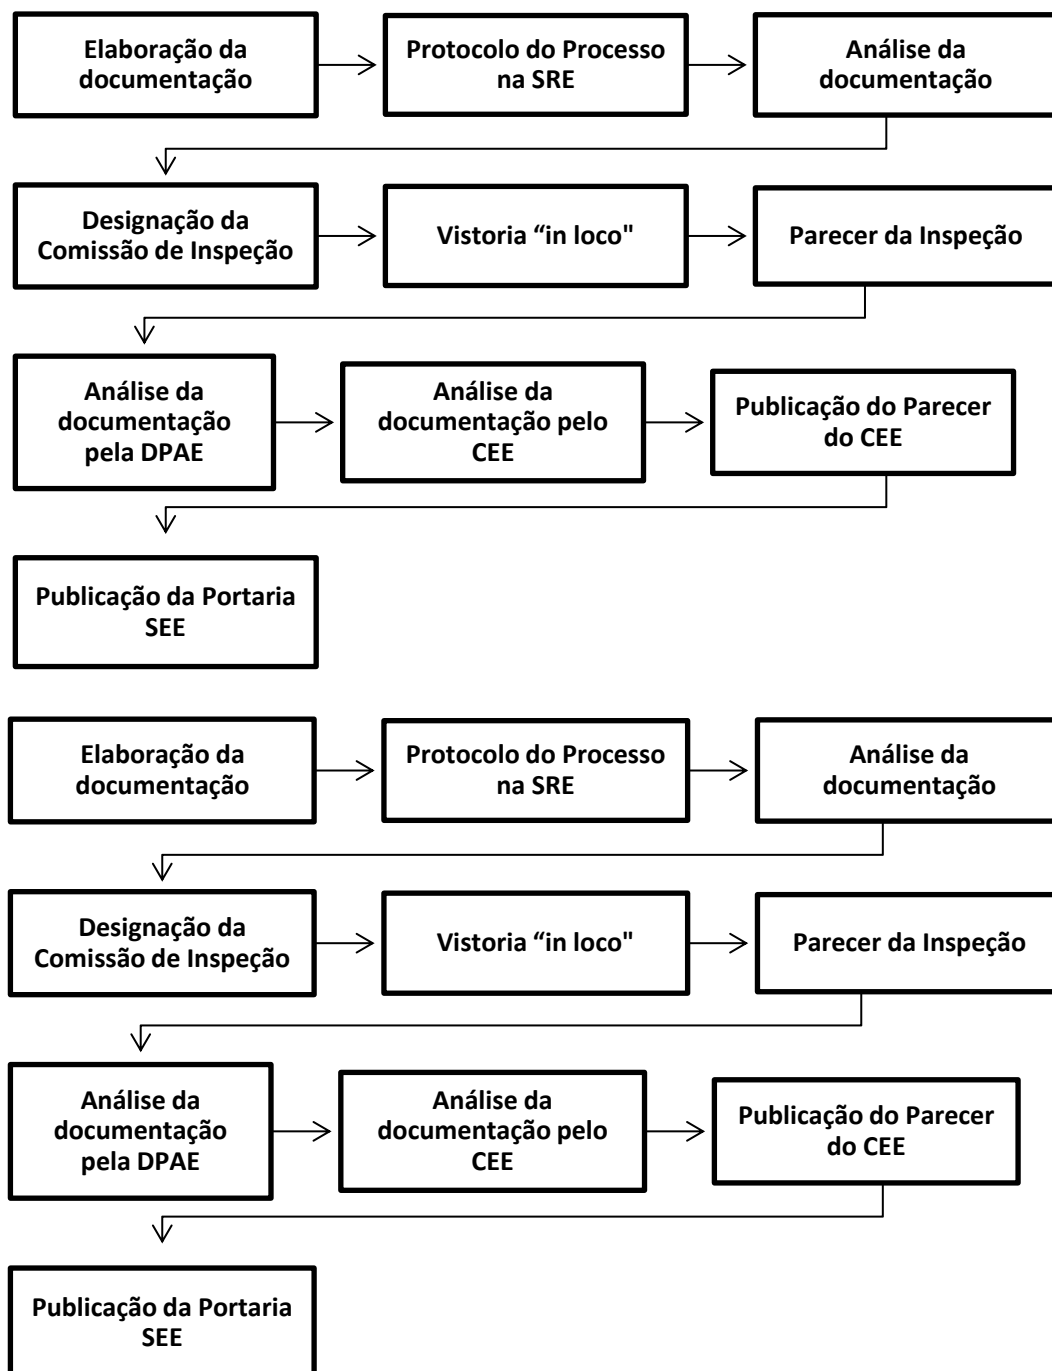 Elaboração da
documentação
Protocolo do Processo
na SRE
Análise da
documentação
Designação da
Comissão de Inspeção
Vistoria “in loco"
Parecer da Inspeção
Análise da
documentação
pela DPAE
Análise da
documentação pelo
CEE
Publicação do Parecer
do CEE
Publicação da Portaria
SEE
Elaboração da
documentação
Protocolo do Processo
na SRE
Análise da
documentação
Designação da
Comissão de Inspeção
Vistoria “in loco"
Parecer da Inspeção
Análise da
documentação
pela DPAE
Análise da
documentação pelo
CEE
Publicação do Parecer
do CEE
Publicação da Portaria
SEE